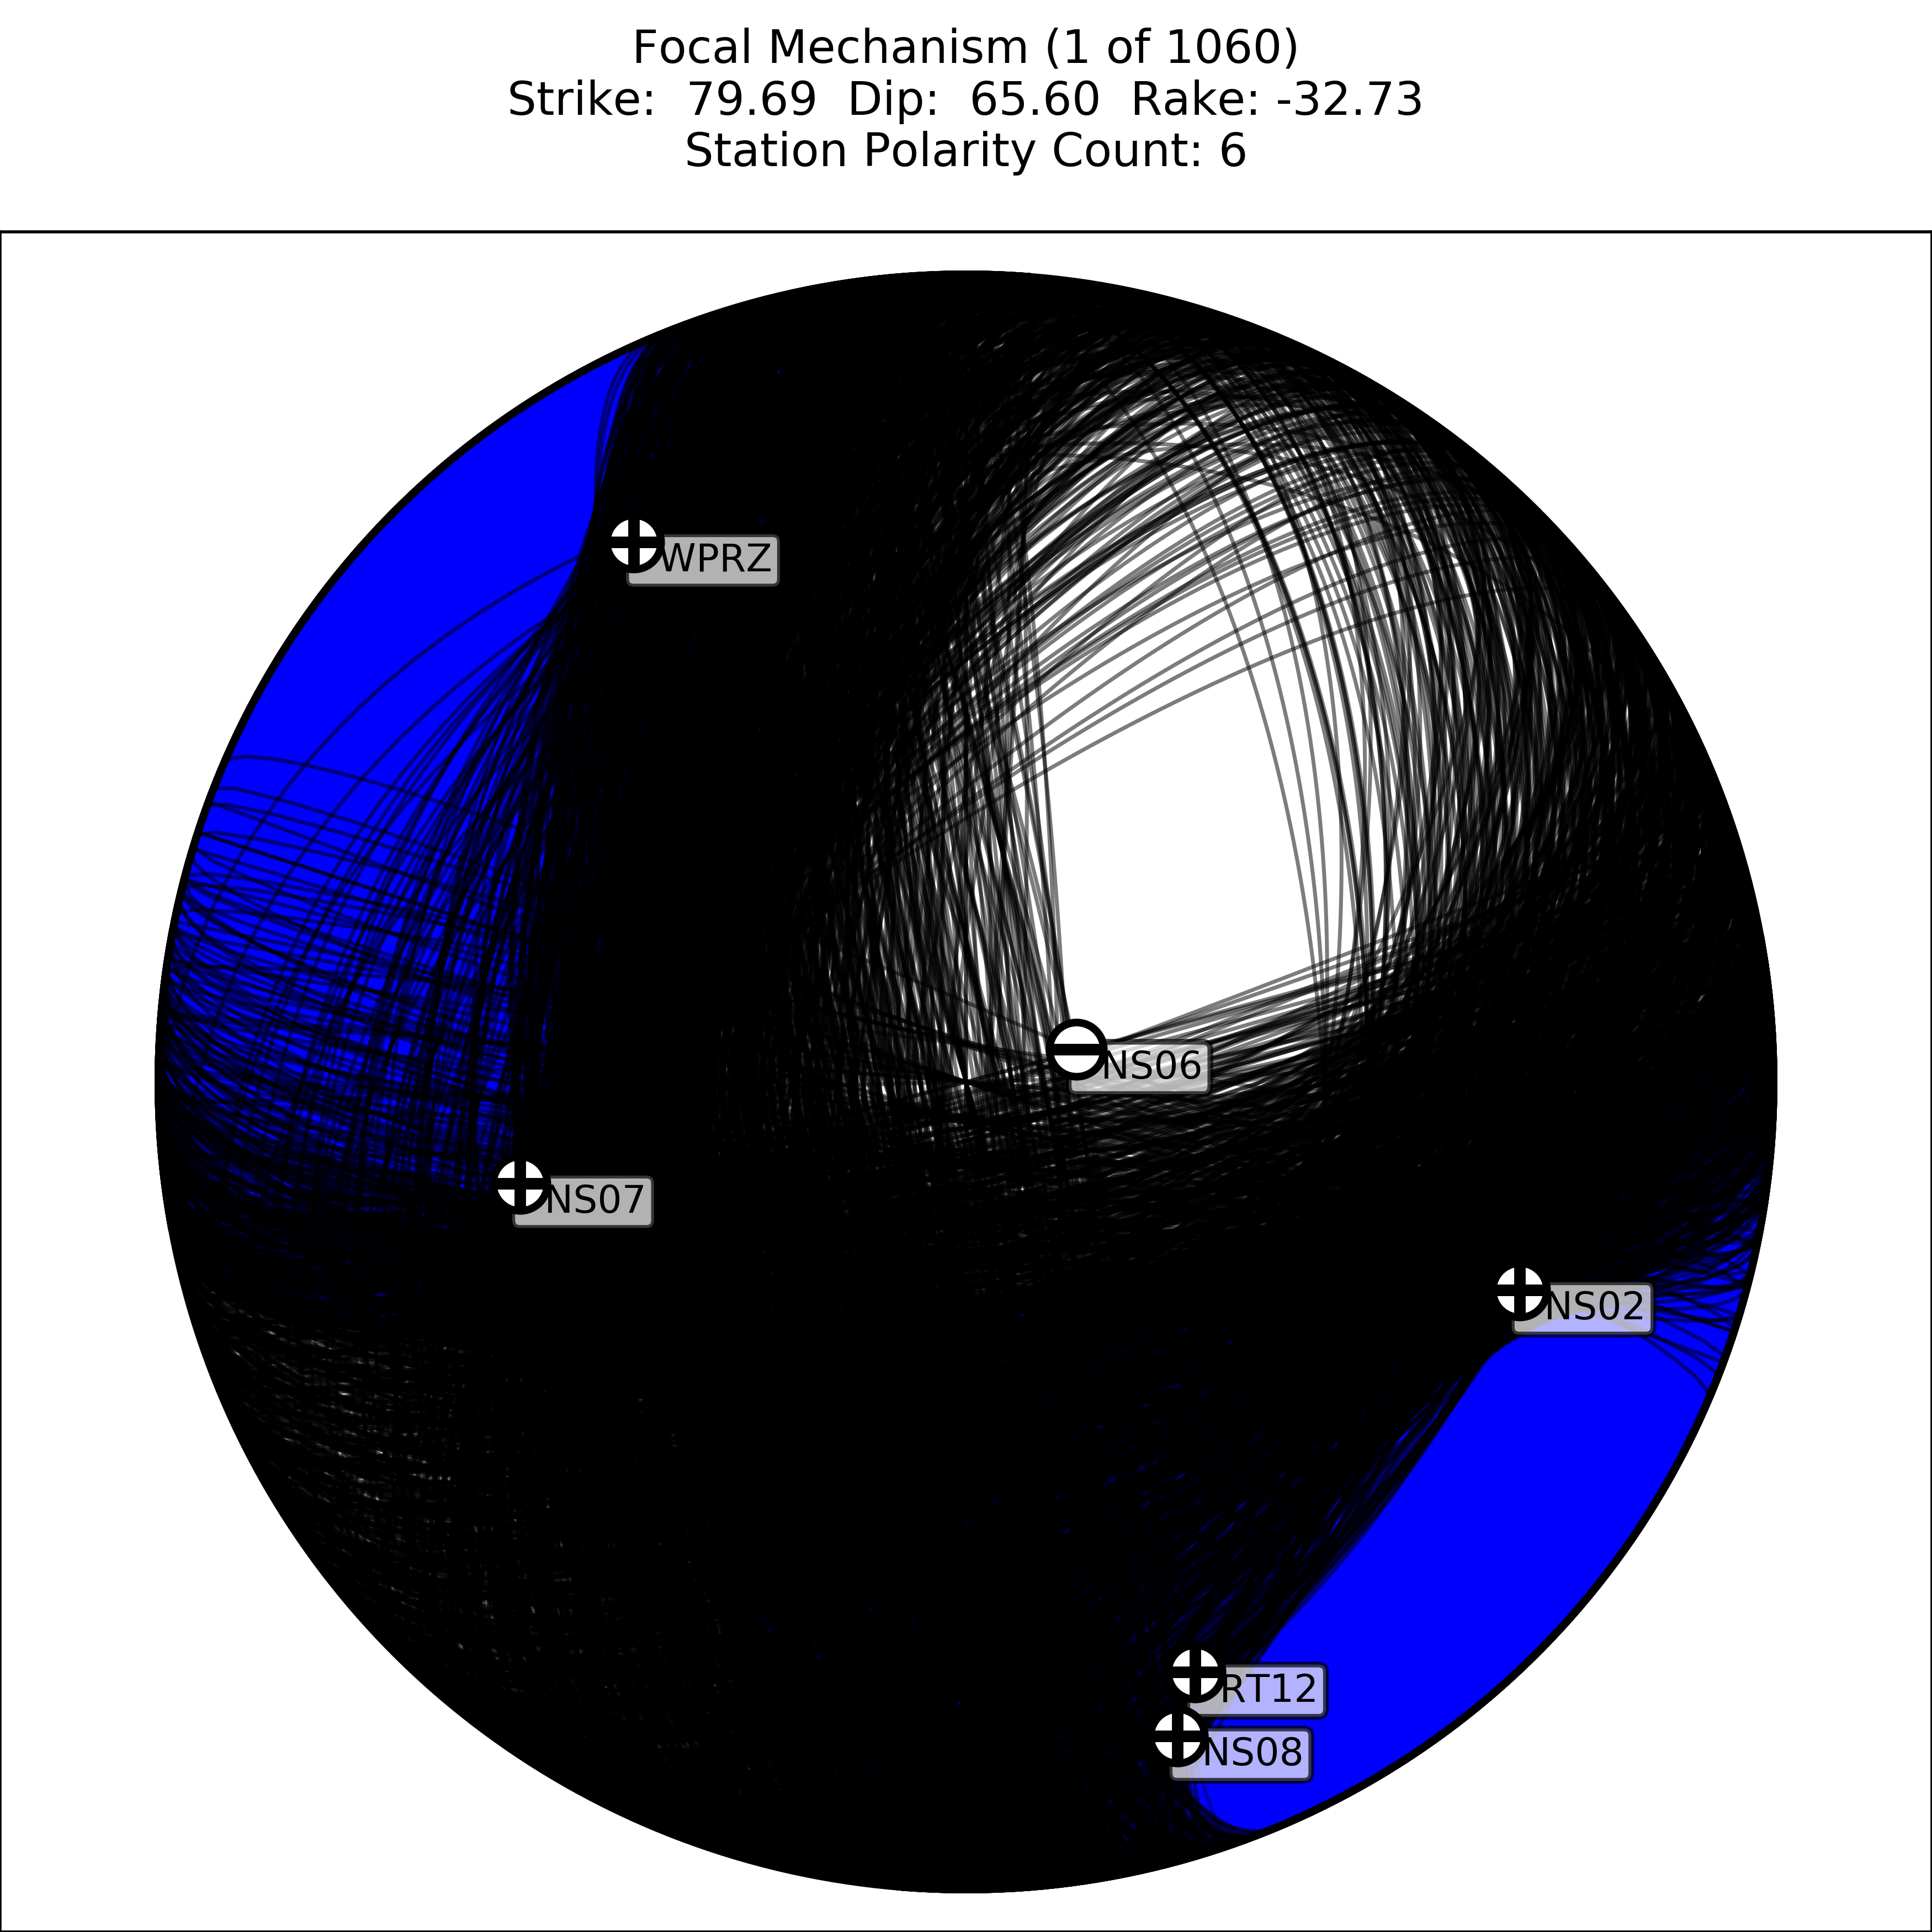 Focal Mechanism (1 of 1060)
Strike:  79.69  Dip:  65.60  Rake: -32.73
Station Polarity Count: 6
WPRZ
NS06
NS07
NS02
RT12
NS08